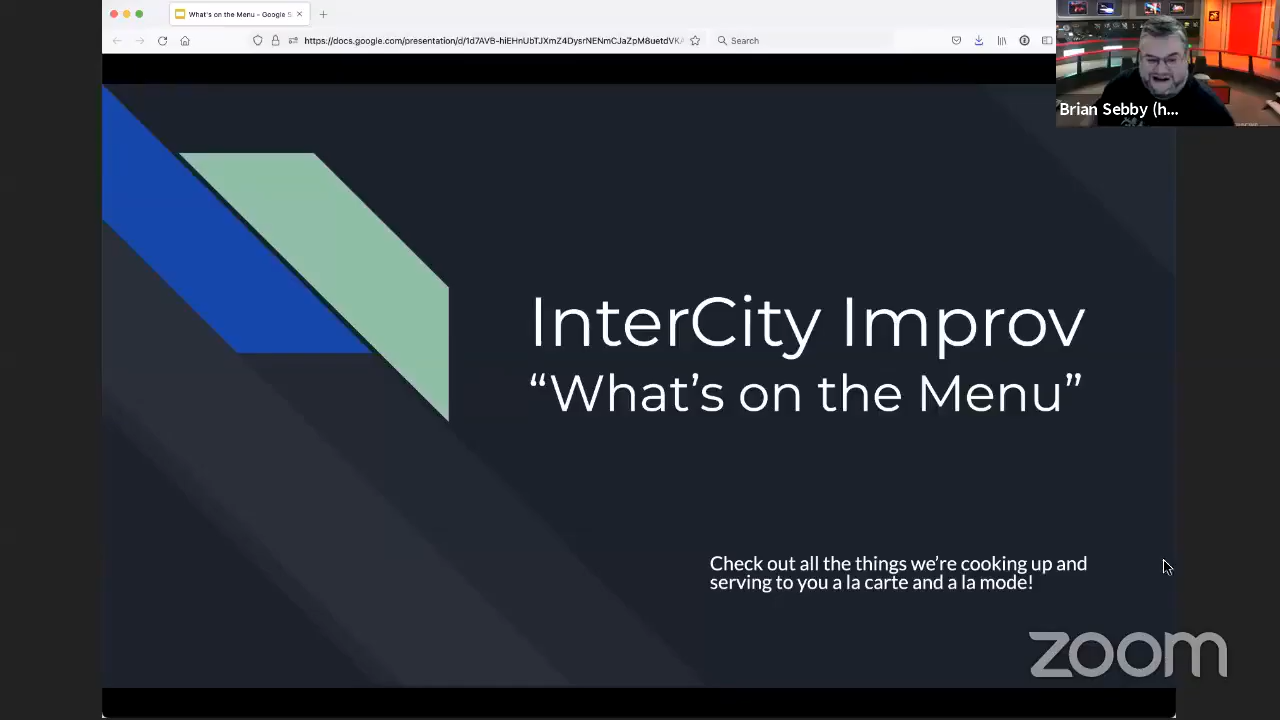 What's on the Menu - Google S
https://docs.google.com/presentation/d/1d7AVB-hiEHnUbTJXmZ4DysrNENmCJaZpM8uetdVK
Search
Brian Sebby (h...
InterCity Improv
“What’s on the Menu”
Check out all the things we’re cooking up and
serving to you a la carte and a la mode!
zoom